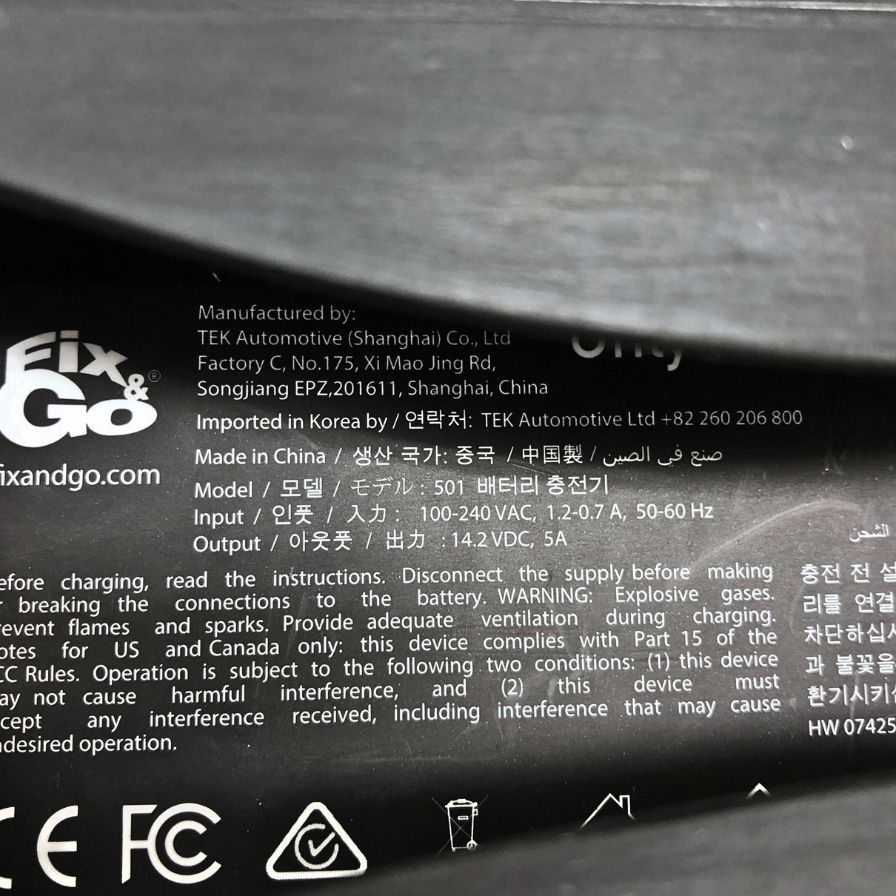 Fix&Go®
fixandgo.com
Manufactured by:
TEK Automotive (Shanghai) Co., Ltd
Factory C, No.175, Xi Mao Jing Rd,
Songjiang EPZ,201611, Shanghai, China
Imported in Korea by / 연락처: TEK Automotive Ltd +82 260 206 800
Made in China / 생산 국가: 중국 / 中国製 / صنع في الصين
Model / 모델 / モデル : 501 배터리 충전기
Input / 인풋 / 入力 : 100-240 VAC, 1.2-0.7 A, 50-60 Hz
Output / 아웃풋 / 出力 : 14.2 VDC, 5A
efore charging, read the instructions. Disconnect the supply before making
r breaking the connections to the battery. WARNING: Explosive gases.
revent flames and sparks. Provide adequate ventilation during charging.
otes for US and Canada only: this device complies with Part 15 of the
CC Rules. Operation is subject to the following two conditions: (1) this device
ay not cause harmful interference, and (2) this device must
cept any interference received, including interference that may cause
desired operation.
الشحن
충전 전 설
리를 연결
차단하십시
과 불꽃을
환기시키
HW 07425
CE FC